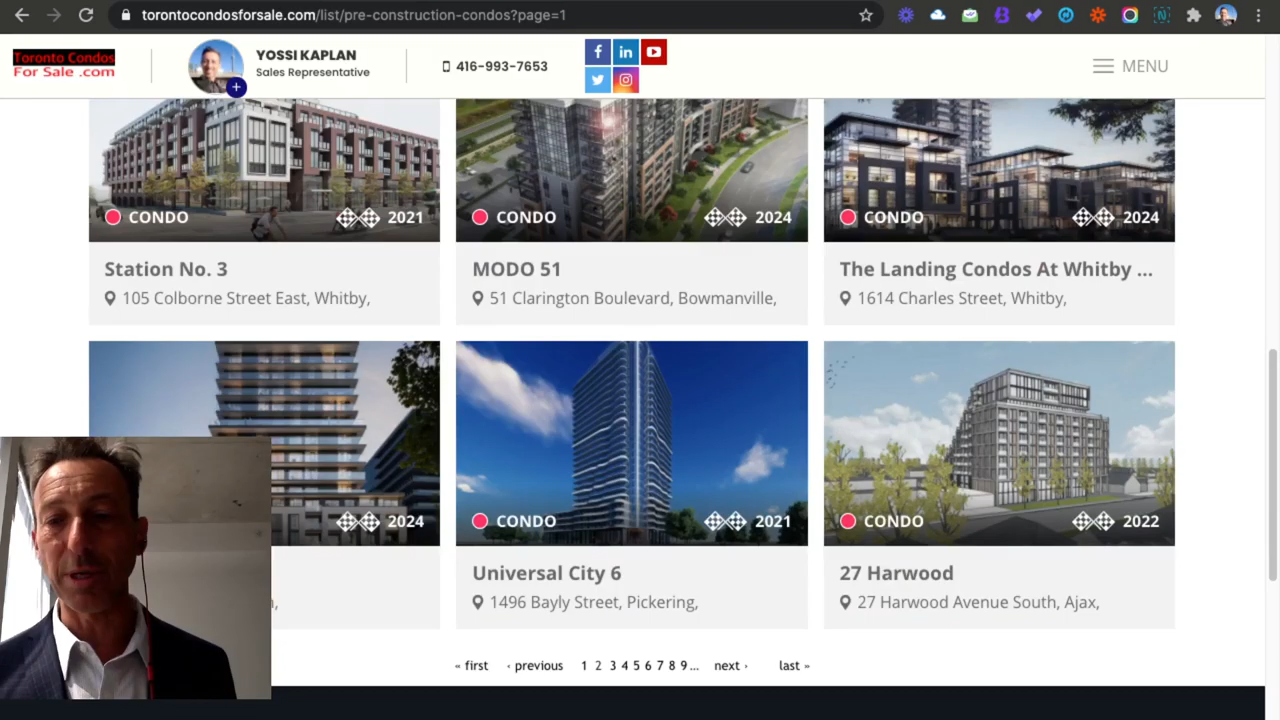 torontocondosforsale.com/list/pre-construction-condos?page=1
Toronto Condos
For Sale .com
YOSSI KAPLAN
Sales Representative
416-993-7653
MENU
CONDO
2021
CONDO
2024
CONDO
2024
Station No. 3
MODO 51
The Landing Condos At Whitby ...
105 Colborne Street East, Whitby,
51 Clarington Boulevard, Bowmanville,
1614 Charles Street, Whitby,
2024
CONDO
2021
CONDO
2022
Universal City 6
27 Harwood
1496 Bayly Street, Pickering,
27 Harwood Avenue South, Ajax,
« first ‹ previous 1 2 3 4 5 6 7 8 9 ... next › last »